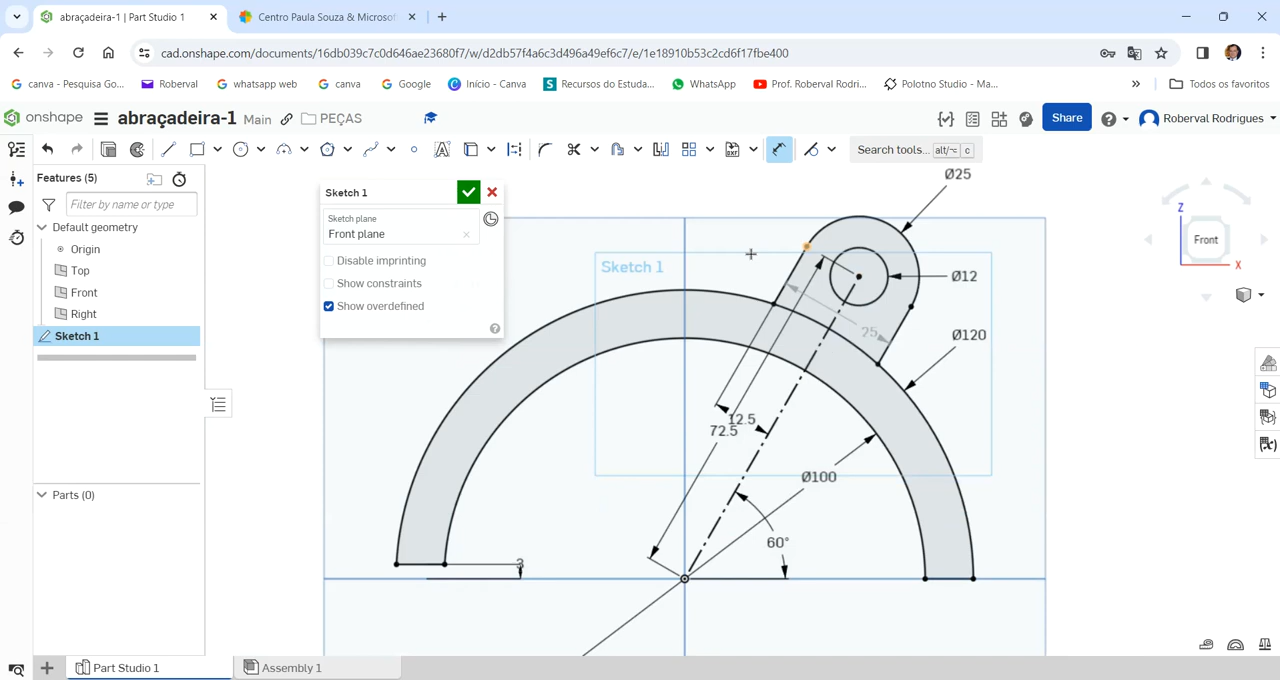 abraçadeira-1 | Part Studio 1
Centro Paula Souza & Microsof
cad.onshape.com/documents/16db039c7c0d646ae23680f7/w/d2db57f4a6c3d496a49ef6c7/e/1e18910b53c2cd6f17fbe400
canva - Pesquisa Go...
Roberval
whatsapp web
canva
Google
Início - Canva
Recursos do Estuda...
WhatsApp
Prof. Roberval Rodri...
Polotno Studio - Ma...
»
Todos os favoritos
onshape
abraçadeira-1
Main
PEÇAS
Share
Roberval Rodrigues
Search tools...
alt/⌥
c
Features (5)
Filter by name or type
Default geometry
Origin
Top
Front
Right
Sketch 1
Parts (0)
Sketch 1
Sketch plane
Front plane
Disable imprinting
Show constraints
Show overdefined
Sketch 1
Ø25
Ø12
25
Ø120
12.5
72.5
Ø100
60°
3
Z
Front
X
Part Studio 1
Assembly 1